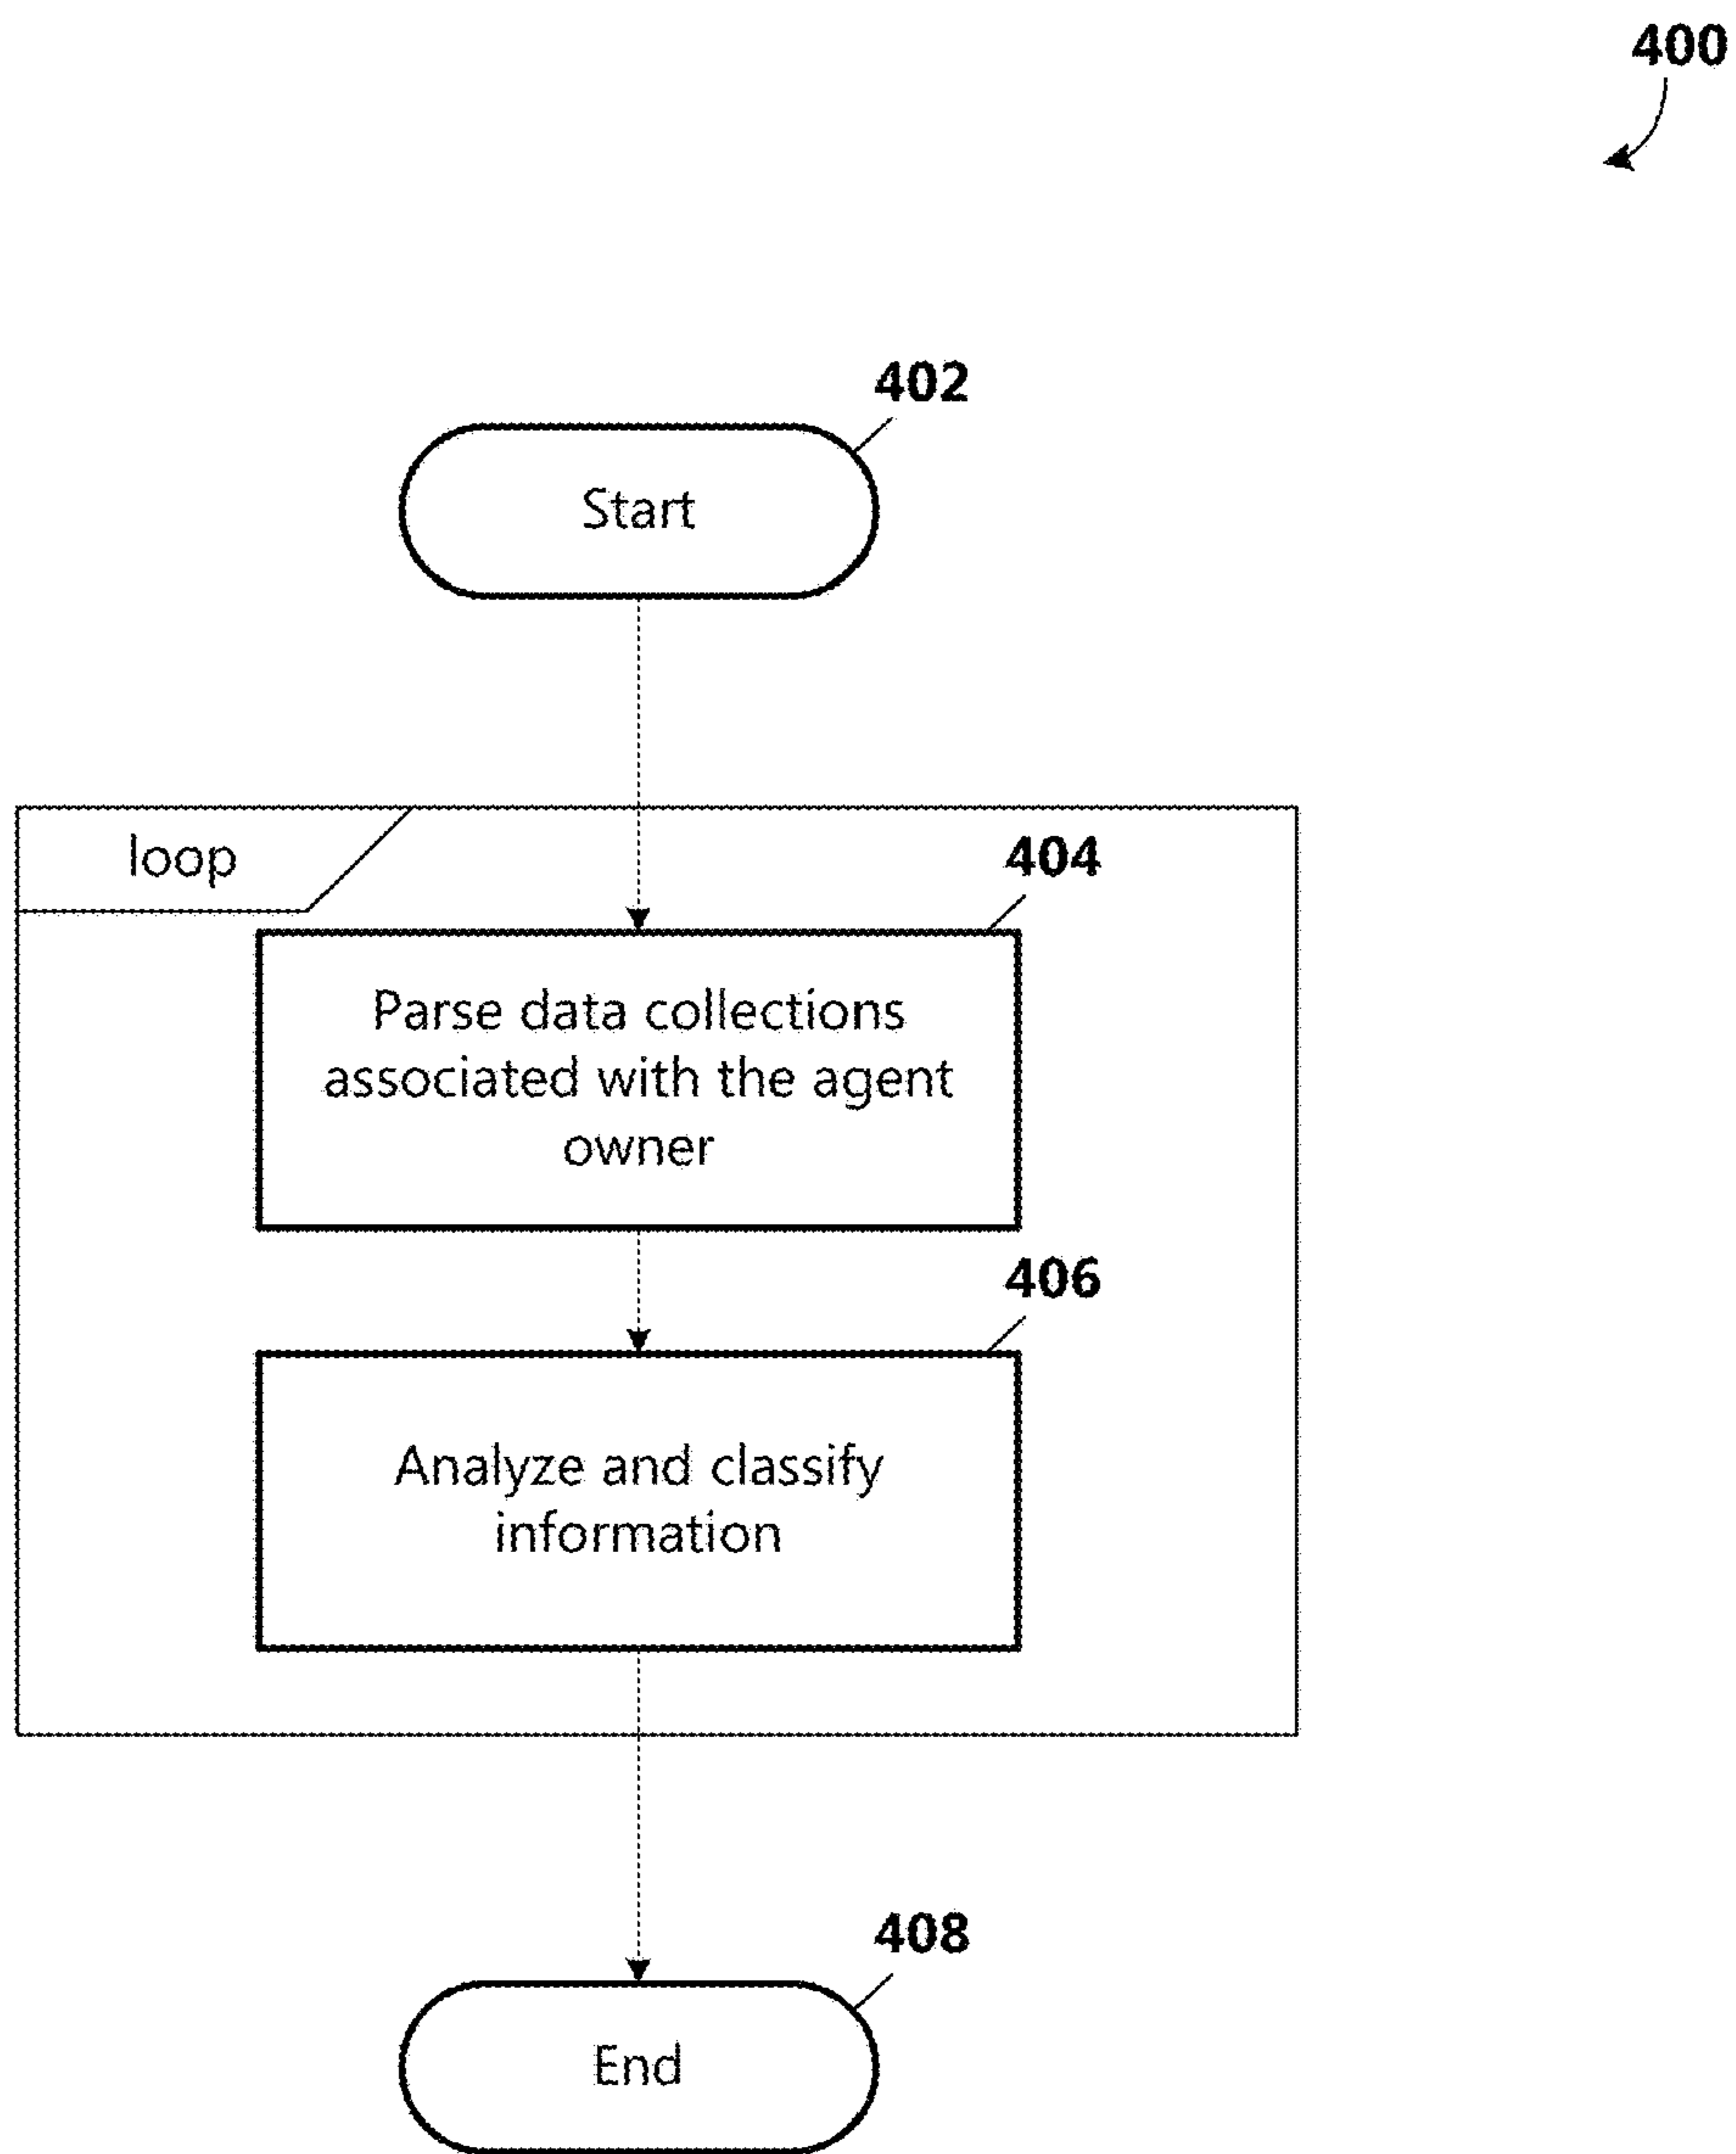 400
402
Start
loop
404
Parse data collections
associated with the agent
owner
406
Analyze and classify
information
408
End